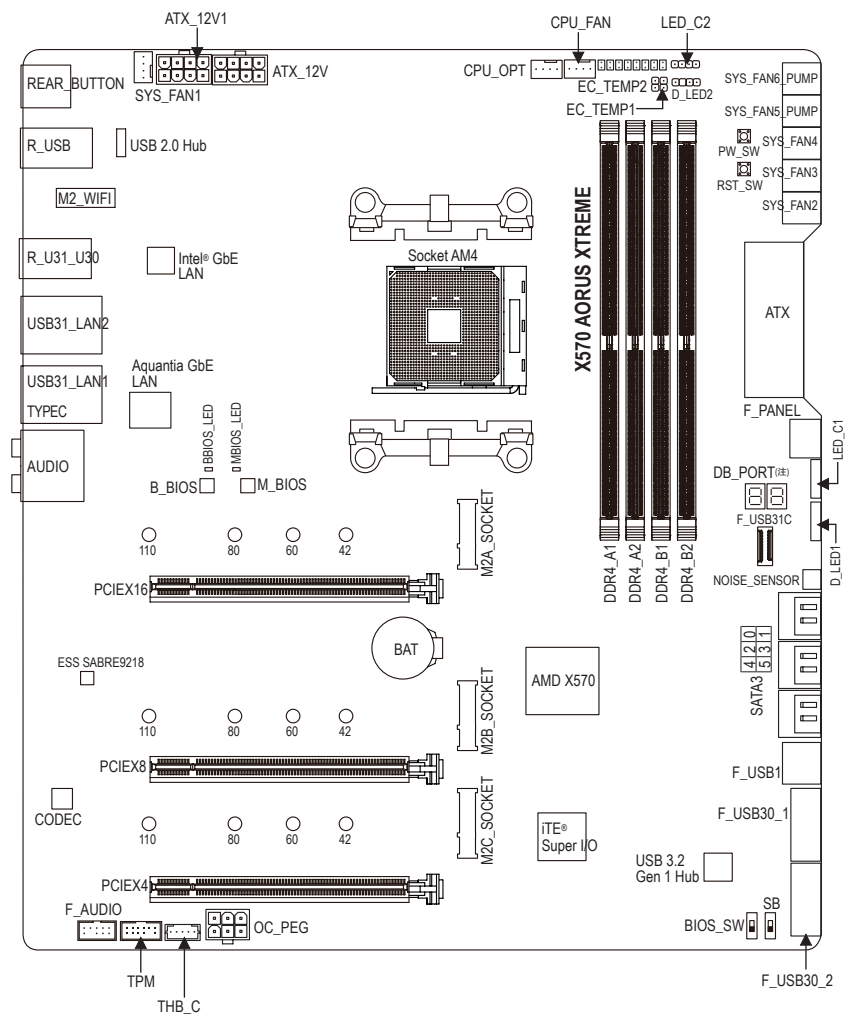 ATX_12V1
CPU_FAN
LED_C2
REAR_BUTTON
SYS_FAN1
ATX_12V
CPU_OPT
EC_TEMP2
D_LED2
EC_TEMP1
SYS_FAN6_PUMP
SYS_FAN5_PUMP
PW_SW
SYS_FAN4
RST_SW
SYS_FAN3
SYS_FAN2
R_USB
USB 2.0 Hub
M2_WIFI
R_U31_U30
Intel® GbE
LAN
Socket AM4
X570 AORUS XTREME
ATX
USB31_LAN2
USB31_LAN1
TYPEC
Aquantia GbE
LAN
F_PANEL
LED_C1
AUDIO
BBIOS_LED
MBIOS_LED
B_BIOS
M_BIOS
DB_PORT(注)
F_USB31C
D_LED1
M2A_SOCKET
110
80
60
42
DDR4_A1
DDR4_A2
DDR4_B1
DDR4_B2
NOISE_SENSOR
PCIEX16
BAT
ESS SABRE9218
AMD X570
SATA3
4 2 0
5 3 1
M2B_SOCKET
110
80
60
42
PCIEX8
F_USB1
CODEC
M2C_SOCKET
110
80
60
42
iTE®
Super I/O
F_USB30_1
USB 3.2
Gen 1 Hub
PCIEX4
F_AUDIO
OC_PEG
SB
BIOS_SW
TPM
THB_C
F_USB30_2